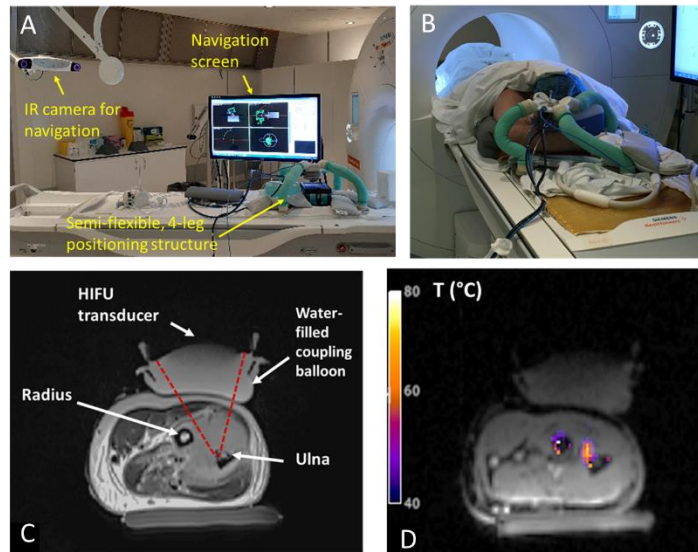 A
Navigation
screen
IR camera for
navigation
Semi-flexible, 4-leg
positioning structure
B
SIEMENS
C
HIFU
transducer
Water-
filled
coupling
balloon
Radius
Ulna
D
T (°C)
80
60
40